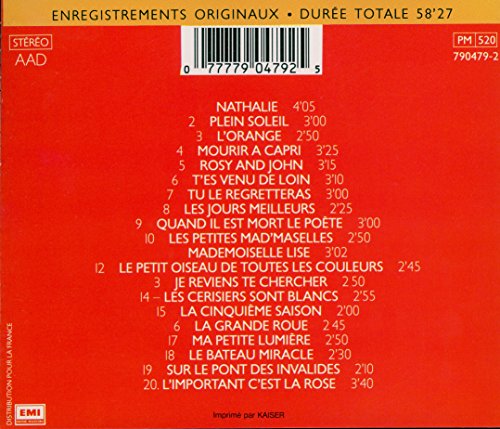 ENREGISTREMENTS ORIGINAUX • DURÉE TOTALE 58'27
STÉRÉO
AAD
PM 520
790479-2
0 77779 04792 5
NATHALIE 4'05
2 PLEIN SOLEIL 3'00
3 L'ORANGE 2'50
4 MOURIR A CAPRI 3'25
5 ROSY AND JOHN 3'15
6 T'ES VENU DE LOIN 3'10
7 TU LE REGRETTERAS 3'00
8 LES JOURS MEILLEURS 2'25
9 QUAND IL EST MORT LE POÈTE 3'00
10 LES PETITES MAD'MASELLES 2'50
MADEMOISELLE LISE 3'02
12 LE PETIT OISEAU DE TOUTES LES COULEURS 2'45
3 JE REVIENS TE CHERCHER 2 50
14 – LES CERISIERS SONT BLANCS 2'55
15 LA CINQUIÈME SAISON 2'00
6 LA GRANDE ROUE 2 45
17 MA PETITE LUMIÈRE 2'50
18 LE BATEAU MIRACLE 2'30
19 SUR LE PONT DES INVALIDES 2'10
20. L'IMPORTANT C'EST LA ROSE 3'40
DISTRIBUTION POUR LA FRANCE
EMI
Imprimé par KAISER